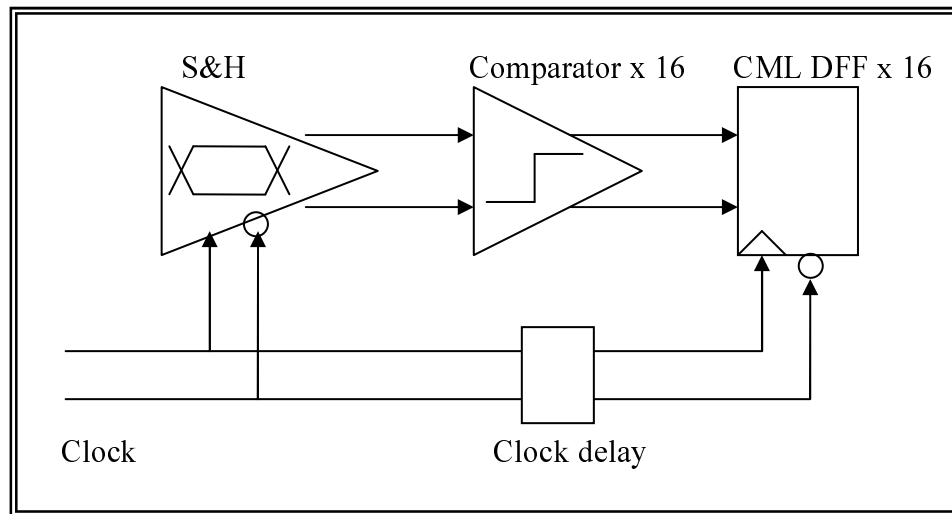 S&H
Comparator x 16
CML DFF x 16
Clock
Clock delay